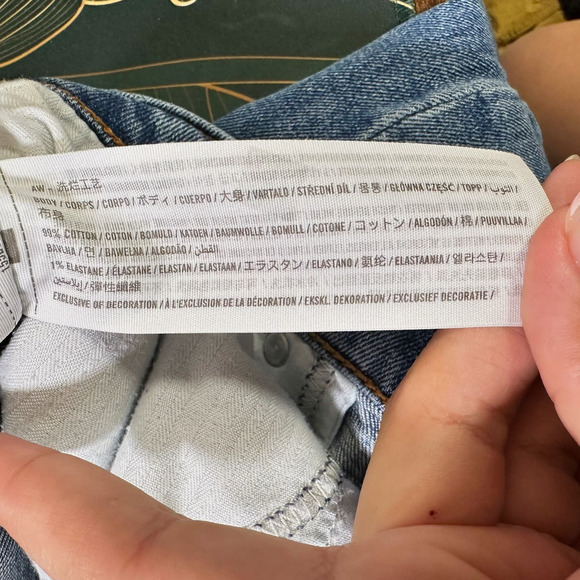 AW - 洗烂工艺
BODY / CORPS / CORPO / ボディ / CUERPO / 大身 / VARTALO / STŘEDNÍ DÍL / 몸통 / GŁÓWNA CZĘŚĆ / TOPP / الثوب /
布身
99% COTTON / COTON / BOMULD / KATOEN / BAUMWOLLE / BOMULL / COTONE / コットン / ALGODÓN / 棉 / PUUVILLAA /
BAVLNA / 면 / BAWEŁNA / ALGODÃO / القطن /
1% ELASTANE / ÉLASTANE / ELASTAN / ELASTAAN / エラスタン / ELASTANO / 氨纶 / ELASTAANIA / 엘라스탄 /
إيلاستين / 彈性纖維
EXCLUSIVE OF DECORATION / À L'EXCLUSION DE LA DÉCORATION / EKSKL. DEKORATION / EXCLUSIEF DECORATIE /